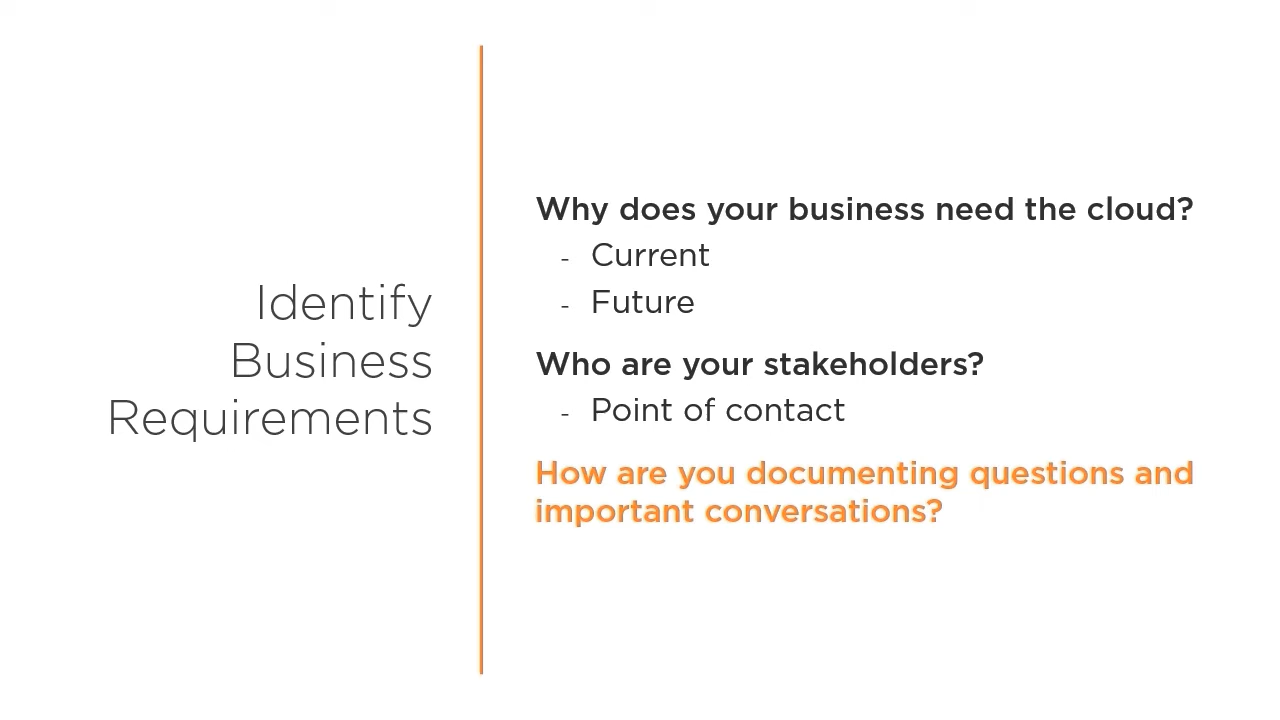 Identify
Business
Requirements
Why does your business need the cloud?
- Current
- Future
Who are your stakeholders?
- Point of contact
How are you documenting questions and
important conversations?